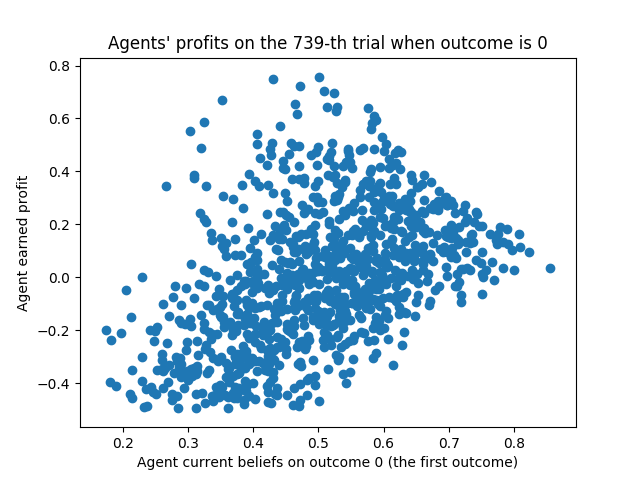 Agents' profits on the 739-th trial when outcome is 0
0.8
0.6
0.4
0.2
0.0
−0.2
−0.4
Agent earned profit
0.2 0.3 0.4 0.5 0.6 0.7 0.8
Agent current beliefs on outcome 0 (the first outcome)